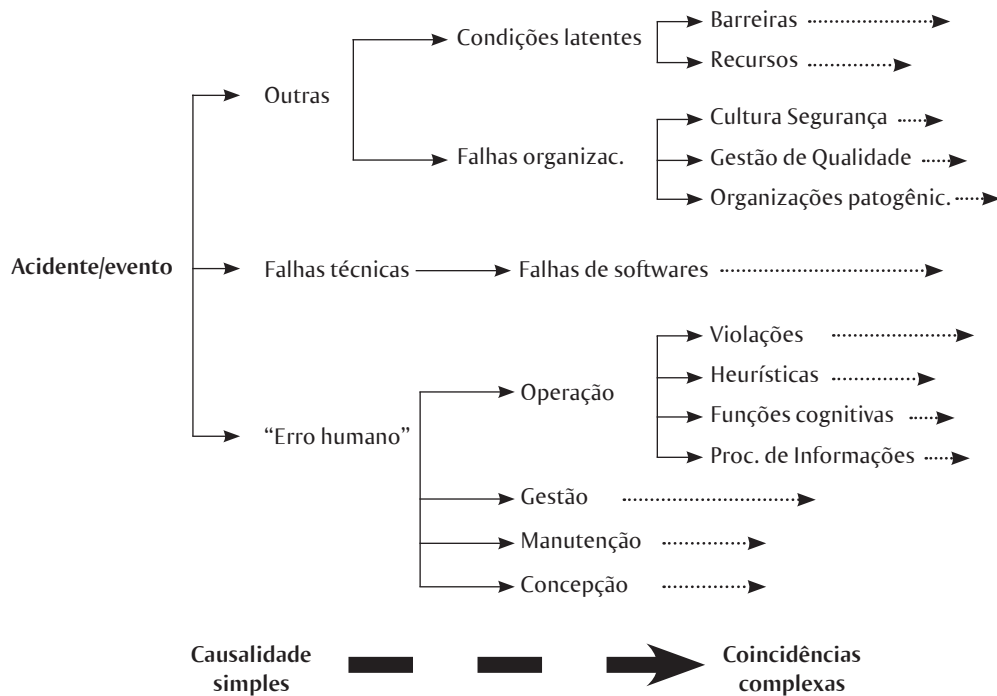 Barreiras
Condições latentes
Recursos
Outras
Cultura Segurança
Falhas organizac.
Gestão de Qualidade
Organizações patogênic.
Acidente/evento
Falhas técnicas
Falhas de softwares
Violações
Operação
Heurísticas
Funções cognitivas
“Erro humano”
Proc. de Informações
Gestão
Manutenção
Concepção
Causalidade
simples
Coincidências
complexas